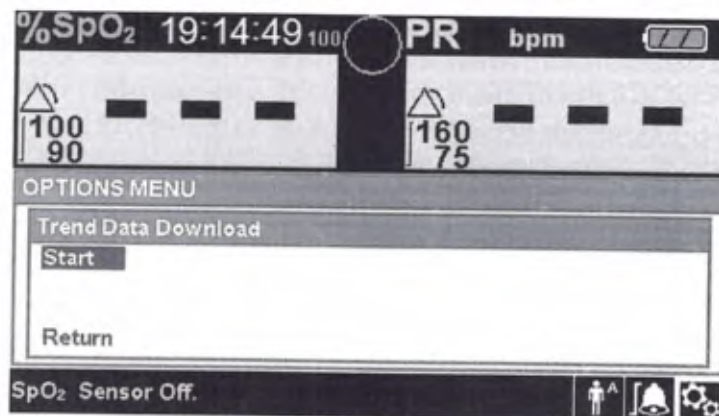 %SpO₂ 19:14:49 100 PR bpm
--- ---
100 160
90 75
OPTIONS MENU
Trend Data Download
Start
Return
SpO₂ Sensor Off. A